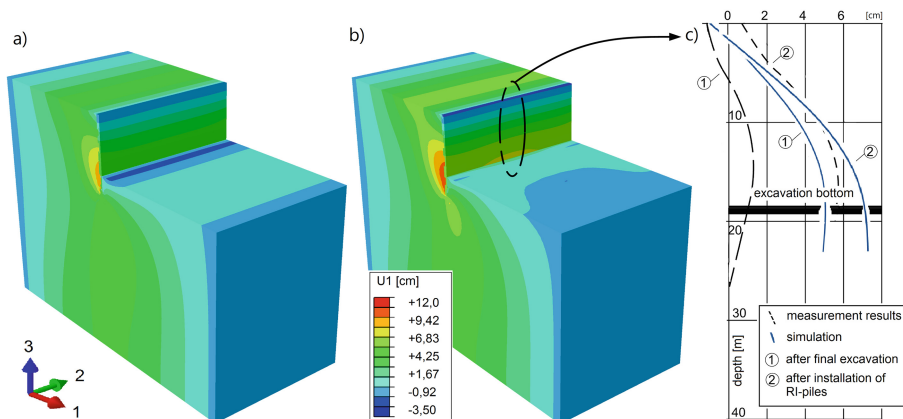 a)
b)
c)
0 2 4 6 [cm]
②
①
10
①
②
excavation bottom
20
30
40
depth [m]
U1 [cm]
+12,0
+9,42
+6,83
+4,25
+1,67
-0,92
-3,50
measurement results
simulation
① after final excavation
② after installation of
RI-piles
3
2
1